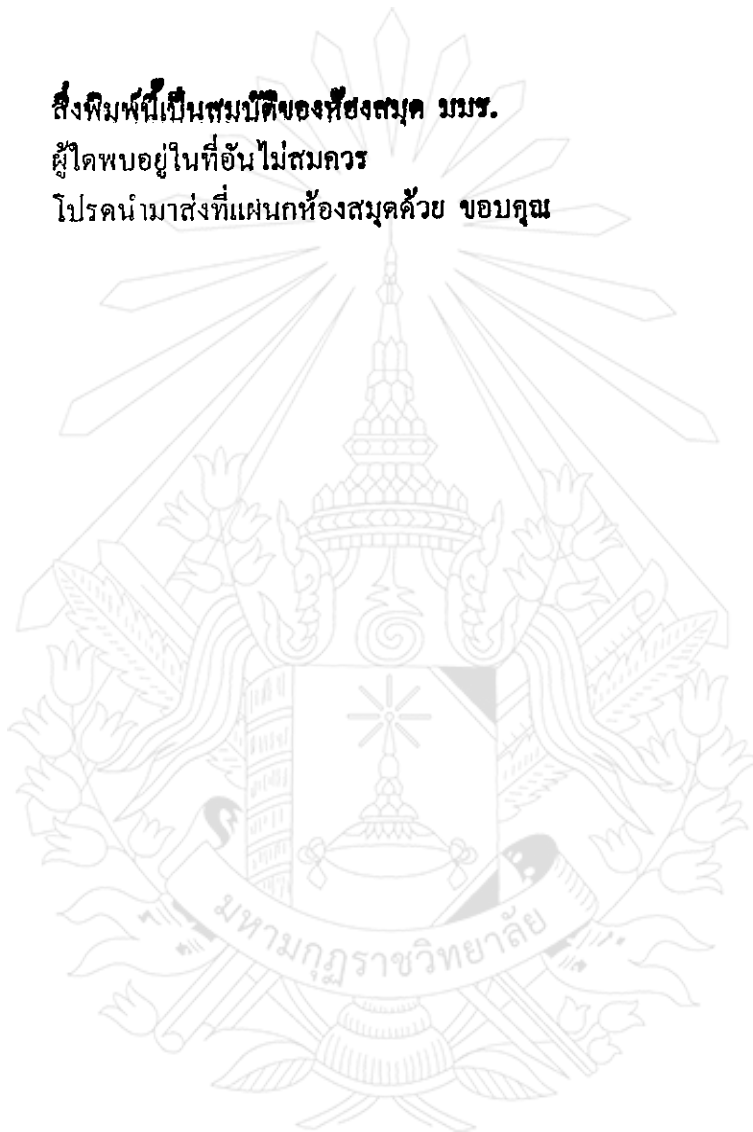 สิ่งพิมพ์นี้เป็นสมบัติของห้องสมุด มมร.
ผู้ใดพบอยู่ในที่อันไม่สมควร
โปรดนำมาส่งที่แผนกห้องสมุดด้วย ขอบคุณ
มหามกุฏราชวิทยาลัย